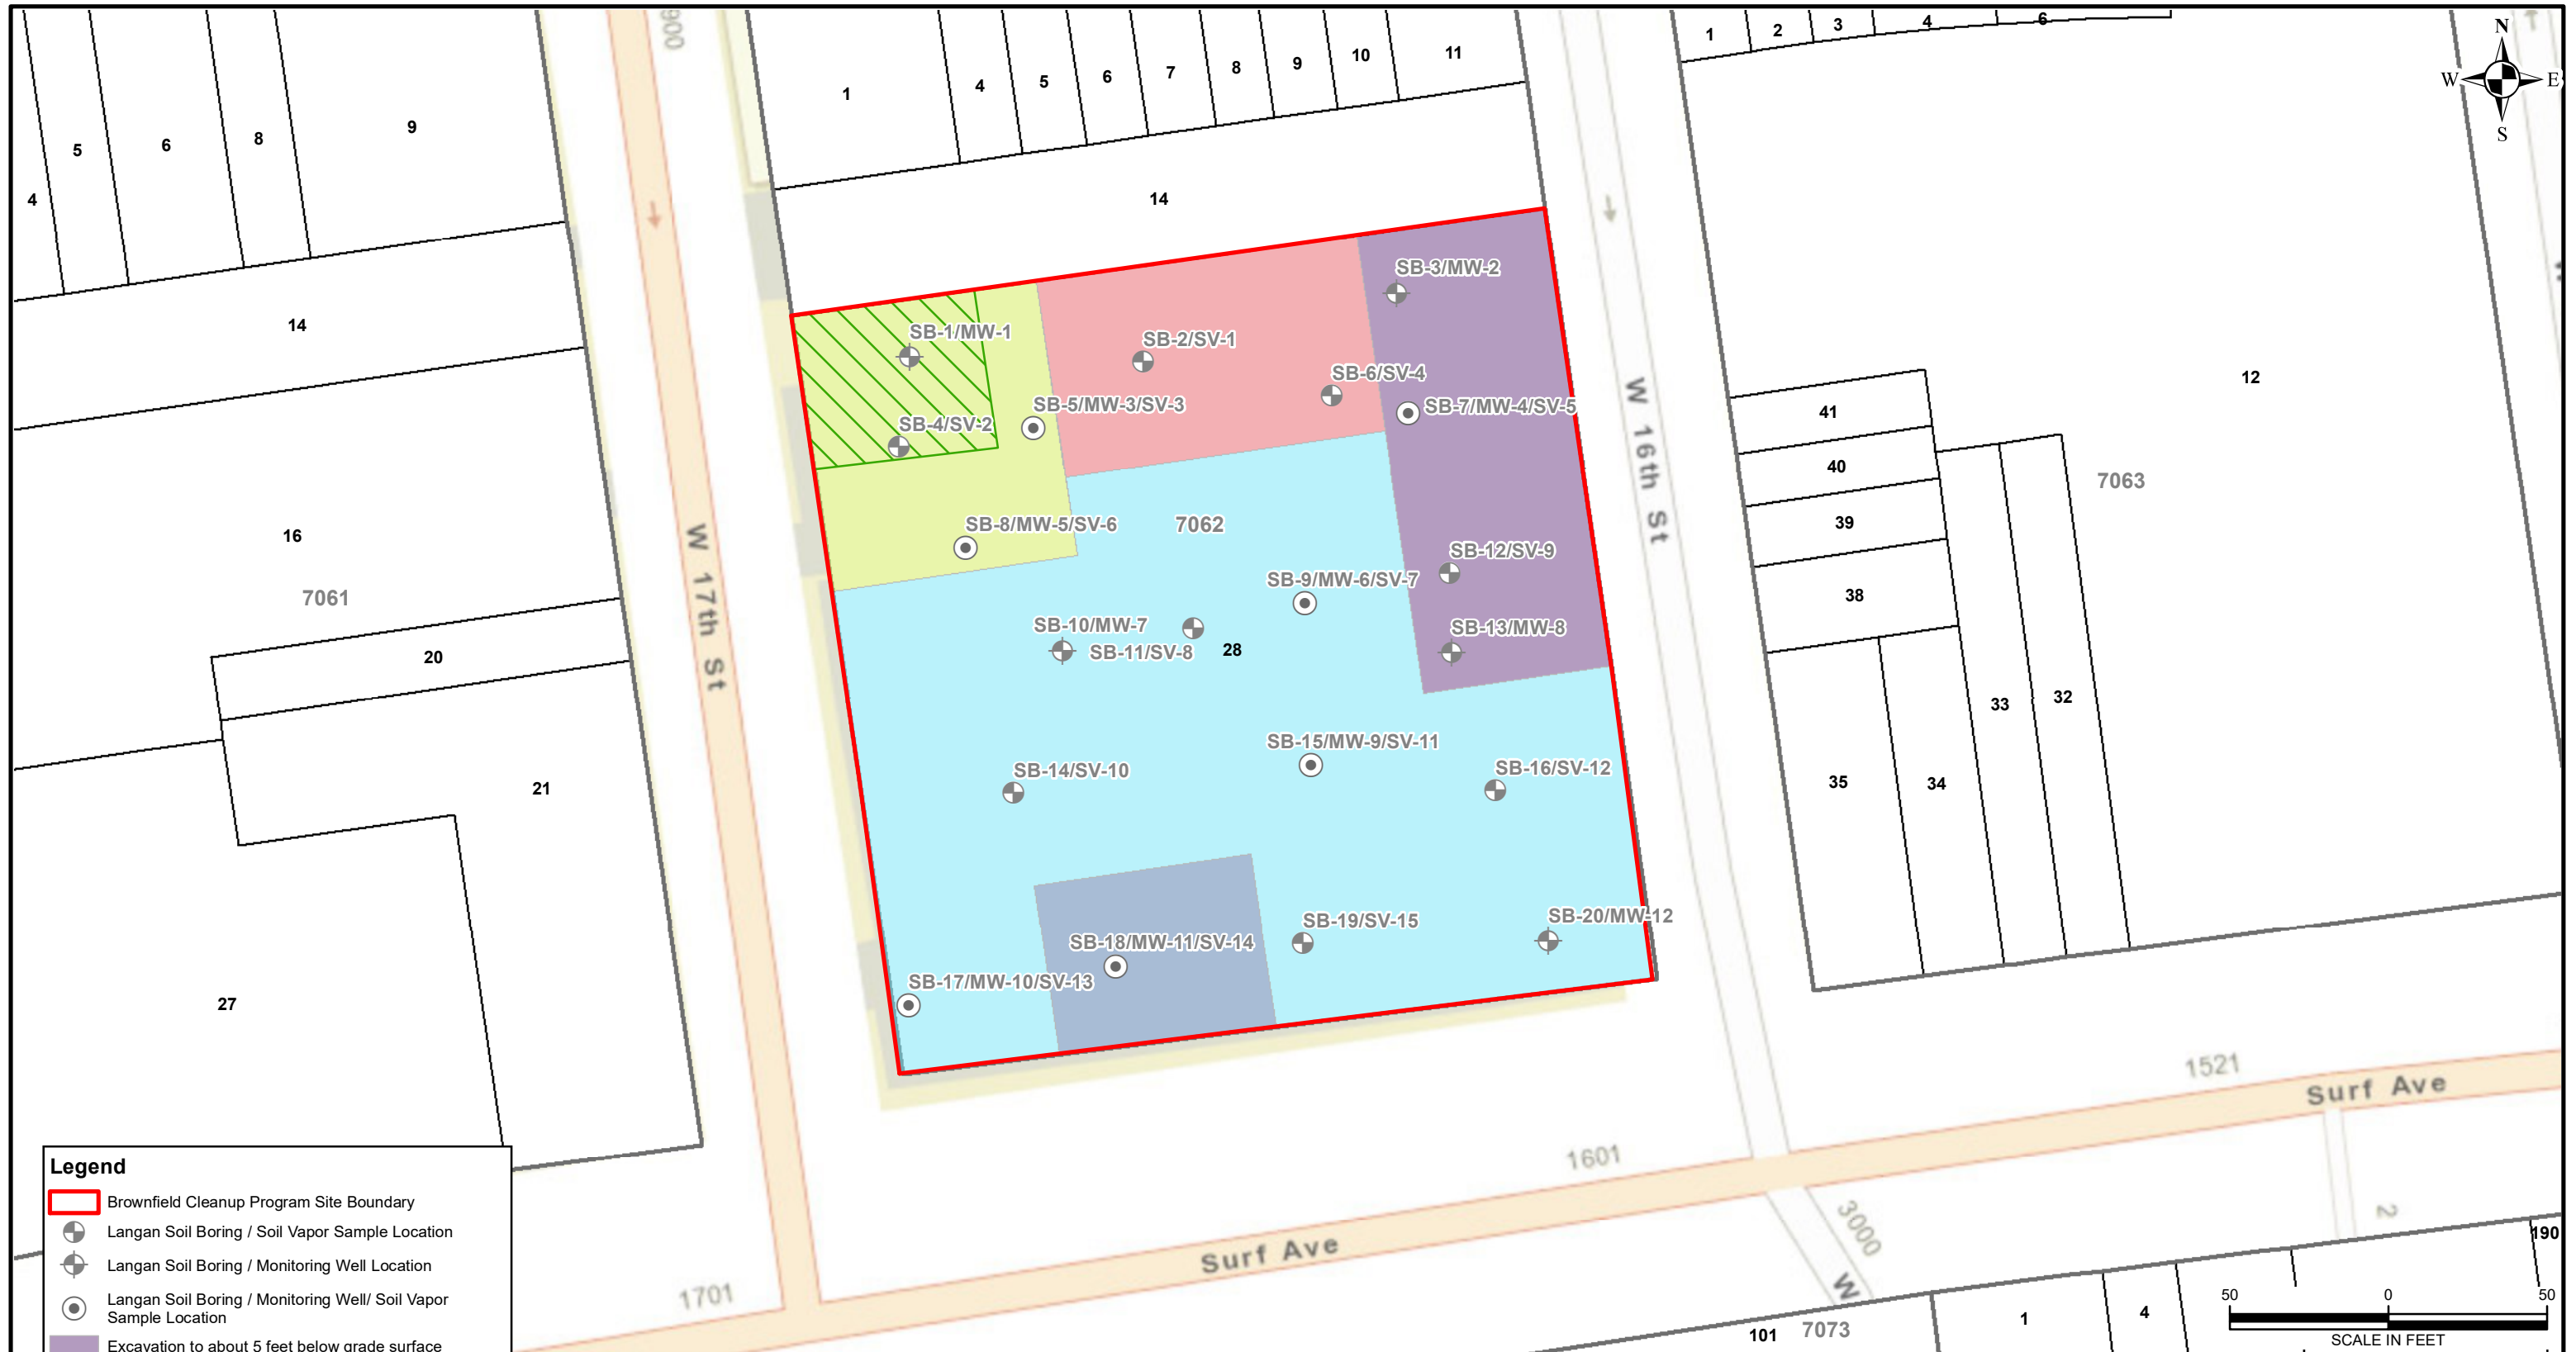 N
W
E
S
1
2
3
4
6
1
4
5
6
7
8
9
10
11
5
6
8
9
4
14
14
SB-3/MW-2
SB-1/MW-1
SB-2/SV-1
SB-6/SV-4
SB-5/MW-3/SV-3
SB-7/MW-4/SV-5
SB-4/SV-2
12
41
40
39
38
7063
W 16th St
16
7061
W 17th St
SB-8/MW-5/SV-6
7062
SB-12/SV-9
SB-9/MW-6/SV-7
SB-10/MW-7
SB-11/SV-8
28
SB-13/MW-8
20
21
33
32
35
34
SB-15/MW-9/SV-11
SB-14/SV-10
SB-16/SV-12
SB-19/SV-15
SB-20/MW-12
SB-18/MW-11/SV-14
SB-17/MW-10/SV-13
27
1521
Surf Ave
1601
3000
W
2
190
Surf Ave
1701
101
7073
1
4
50
0
50
SCALE IN FEET
Legend
Brownfield Cleanup Program Site Boundary
Langan Soil Boring / Soil Vapor Sample Location
Langan Soil Boring / Monitoring Well Location
Langan Soil Boring / Monitoring Well/ Soil Vapor
Sample Location
Excavation to about 5 feet below grade surface